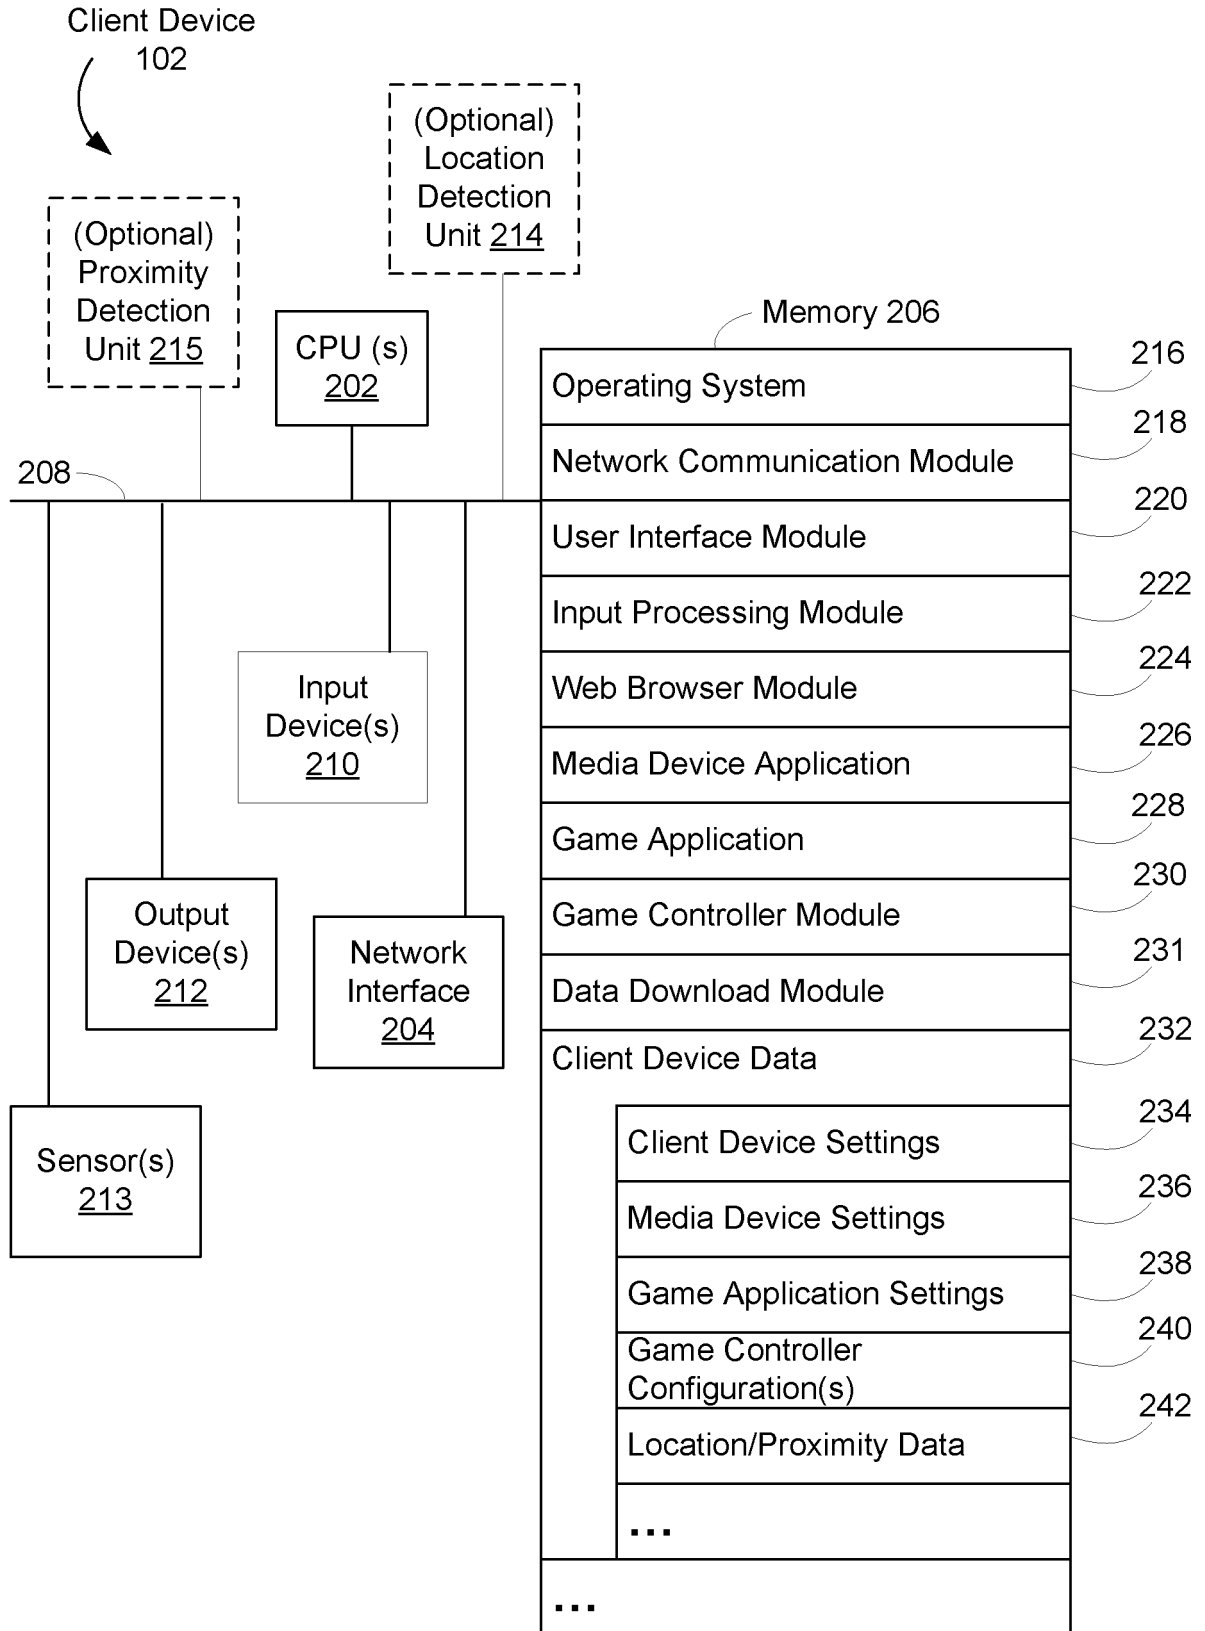 Client Device
102
(Optional)
Location
Detection
Unit 214
(Optional)
Proximity
Detection
Unit 215
CPU (s)
202
208
Input
Device(s)
210
Output
Device(s)
212
Network
Interface
204
Sensor(s)
213
Memory 206
Operating System
216
Network Communication Module
218
User Interface Module
220
Input Processing Module
222
Web Browser Module
224
Media Device Application
226
Game Application
228
Game Controller Module
230
Data Download Module
231
Client Device Data
232
Client Device Settings
234
Media Device Settings
236
Game Application Settings
238
Game Controller
Configuration(s)
240
Location/Proximity Data
242
...
...